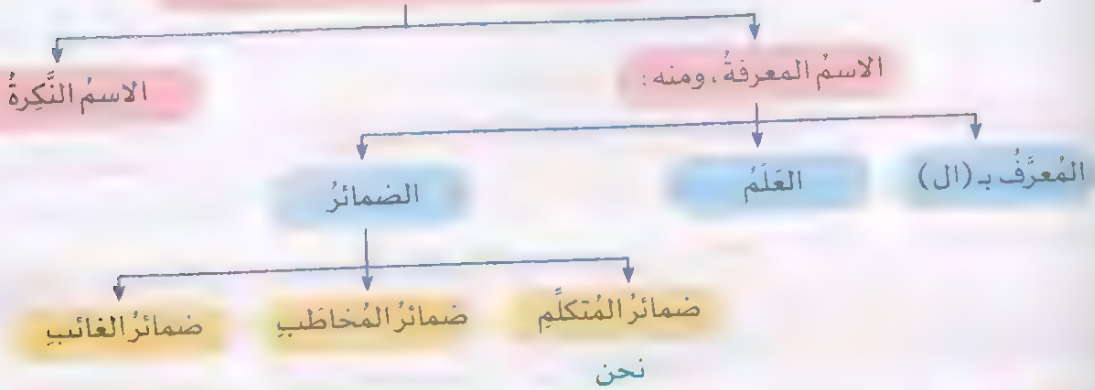 الاسمُ المعرفةُ، ومنه:
الاسمُ النَّكِرةُ
المُعرَّفُ بـ (ال)
العَلَمُ
الضمائرُ
ضمائرُ المُتكلِّمِ
ضمائرُ المُخاطَبِ
ضمائرُ الغائبِ
نحن